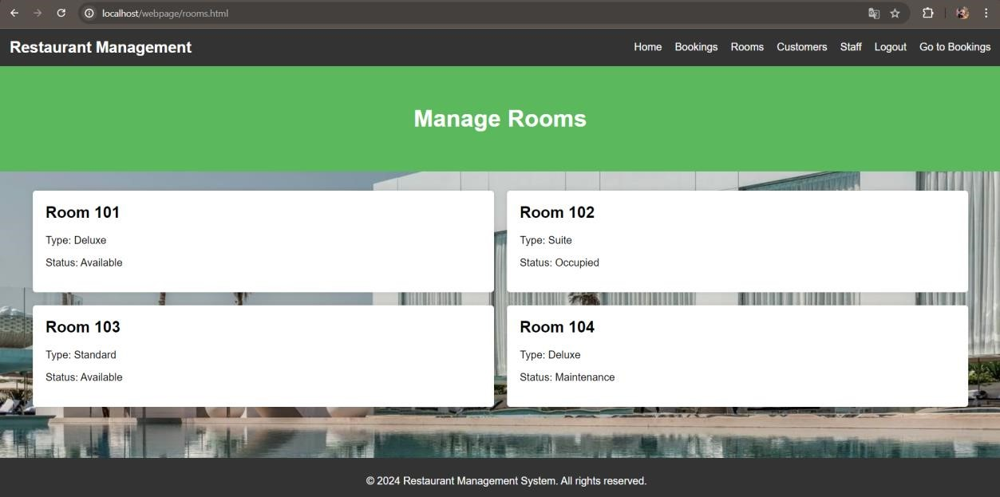 localhost/webpage/rooms.html
Restaurant Management
Home Bookings Rooms Customers Staff Logout Go to Bookings
Manage Rooms
Room 101
Type: Deluxe
Status: Available
Room 102
Type: Suite
Status: Occupied
Room 103
Type: Standard
Status: Available
Room 104
Type: Deluxe
Status: Maintenance
© 2024 Restaurant Management System. All rights reserved.